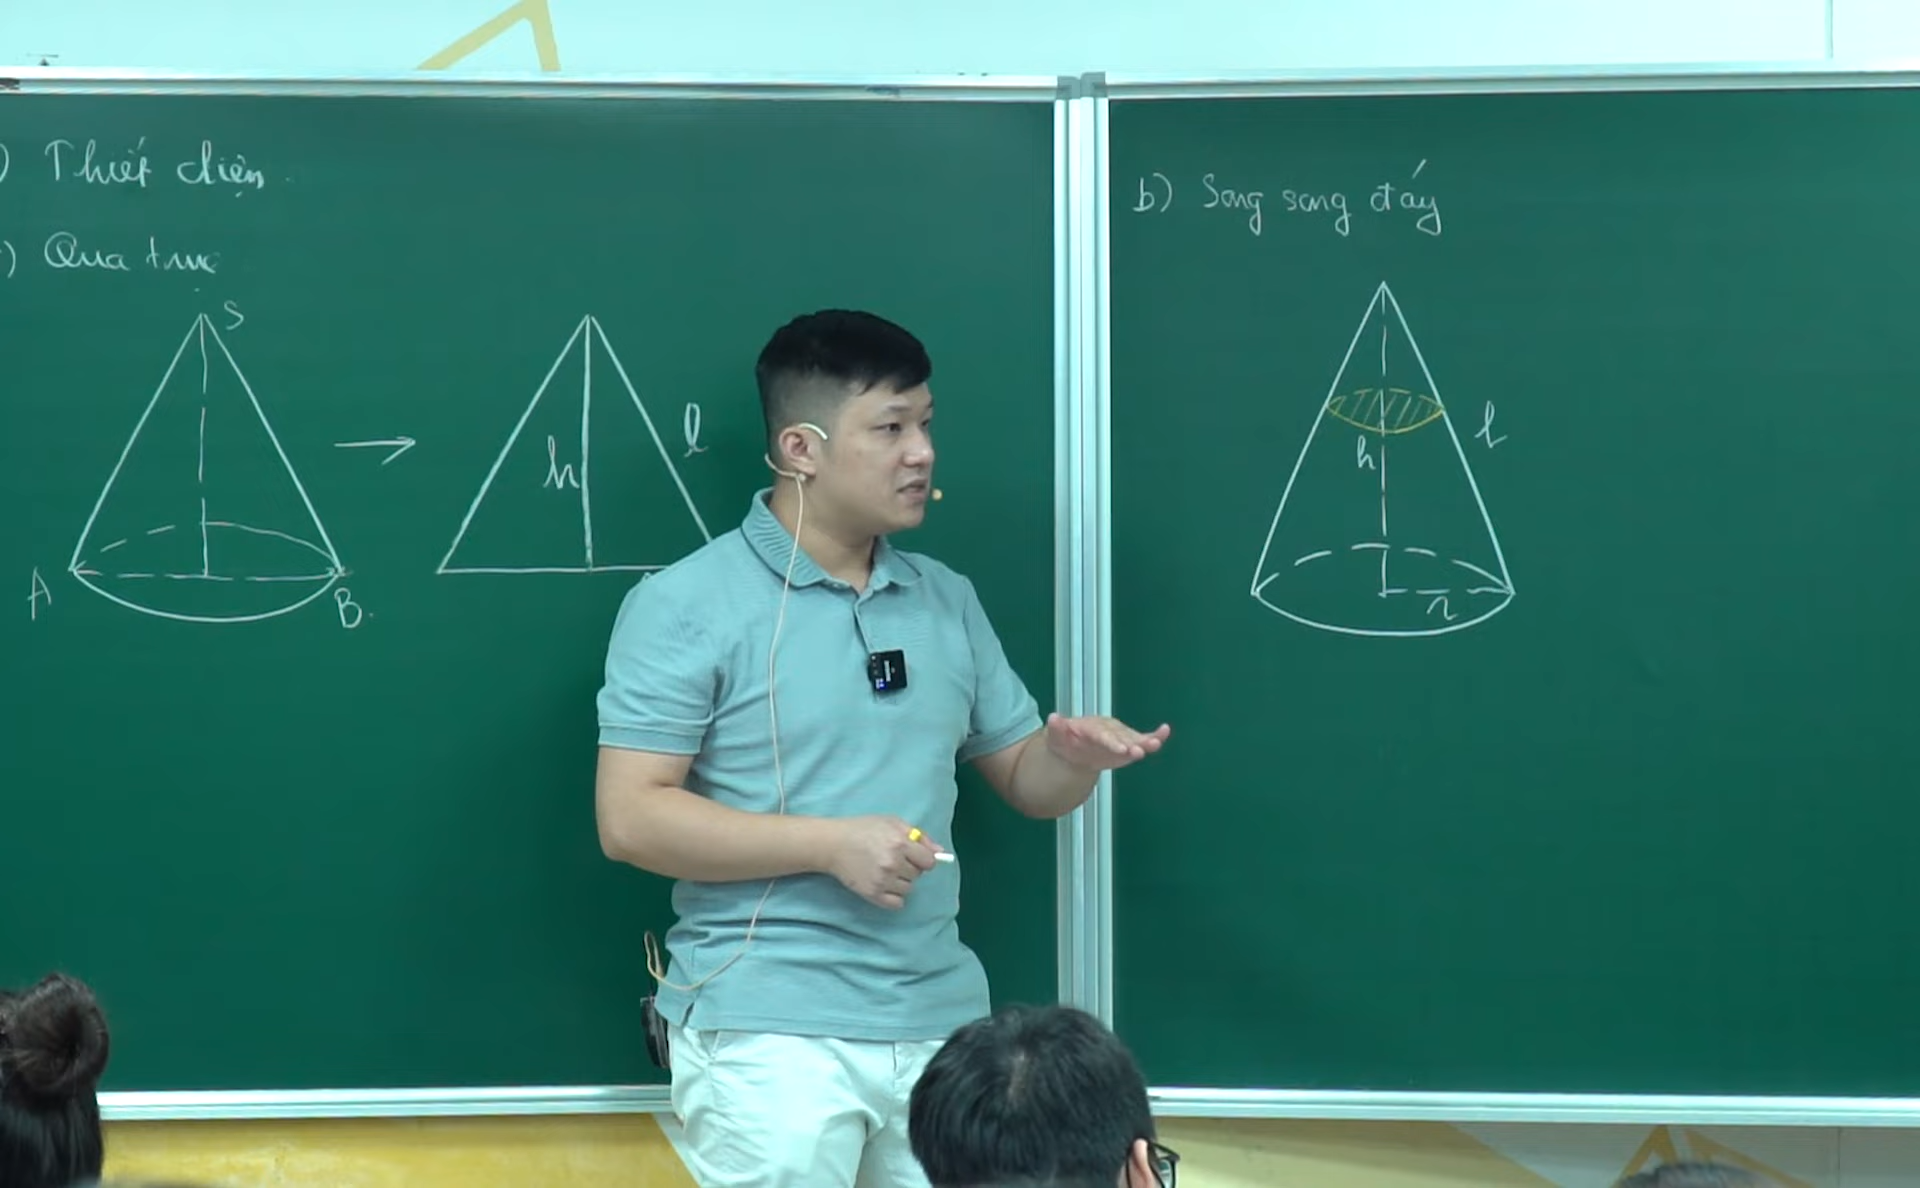 ) Thiết diện.
) Qua trục
S
A
B.
h
l
b) Song song đáy
h
l
r